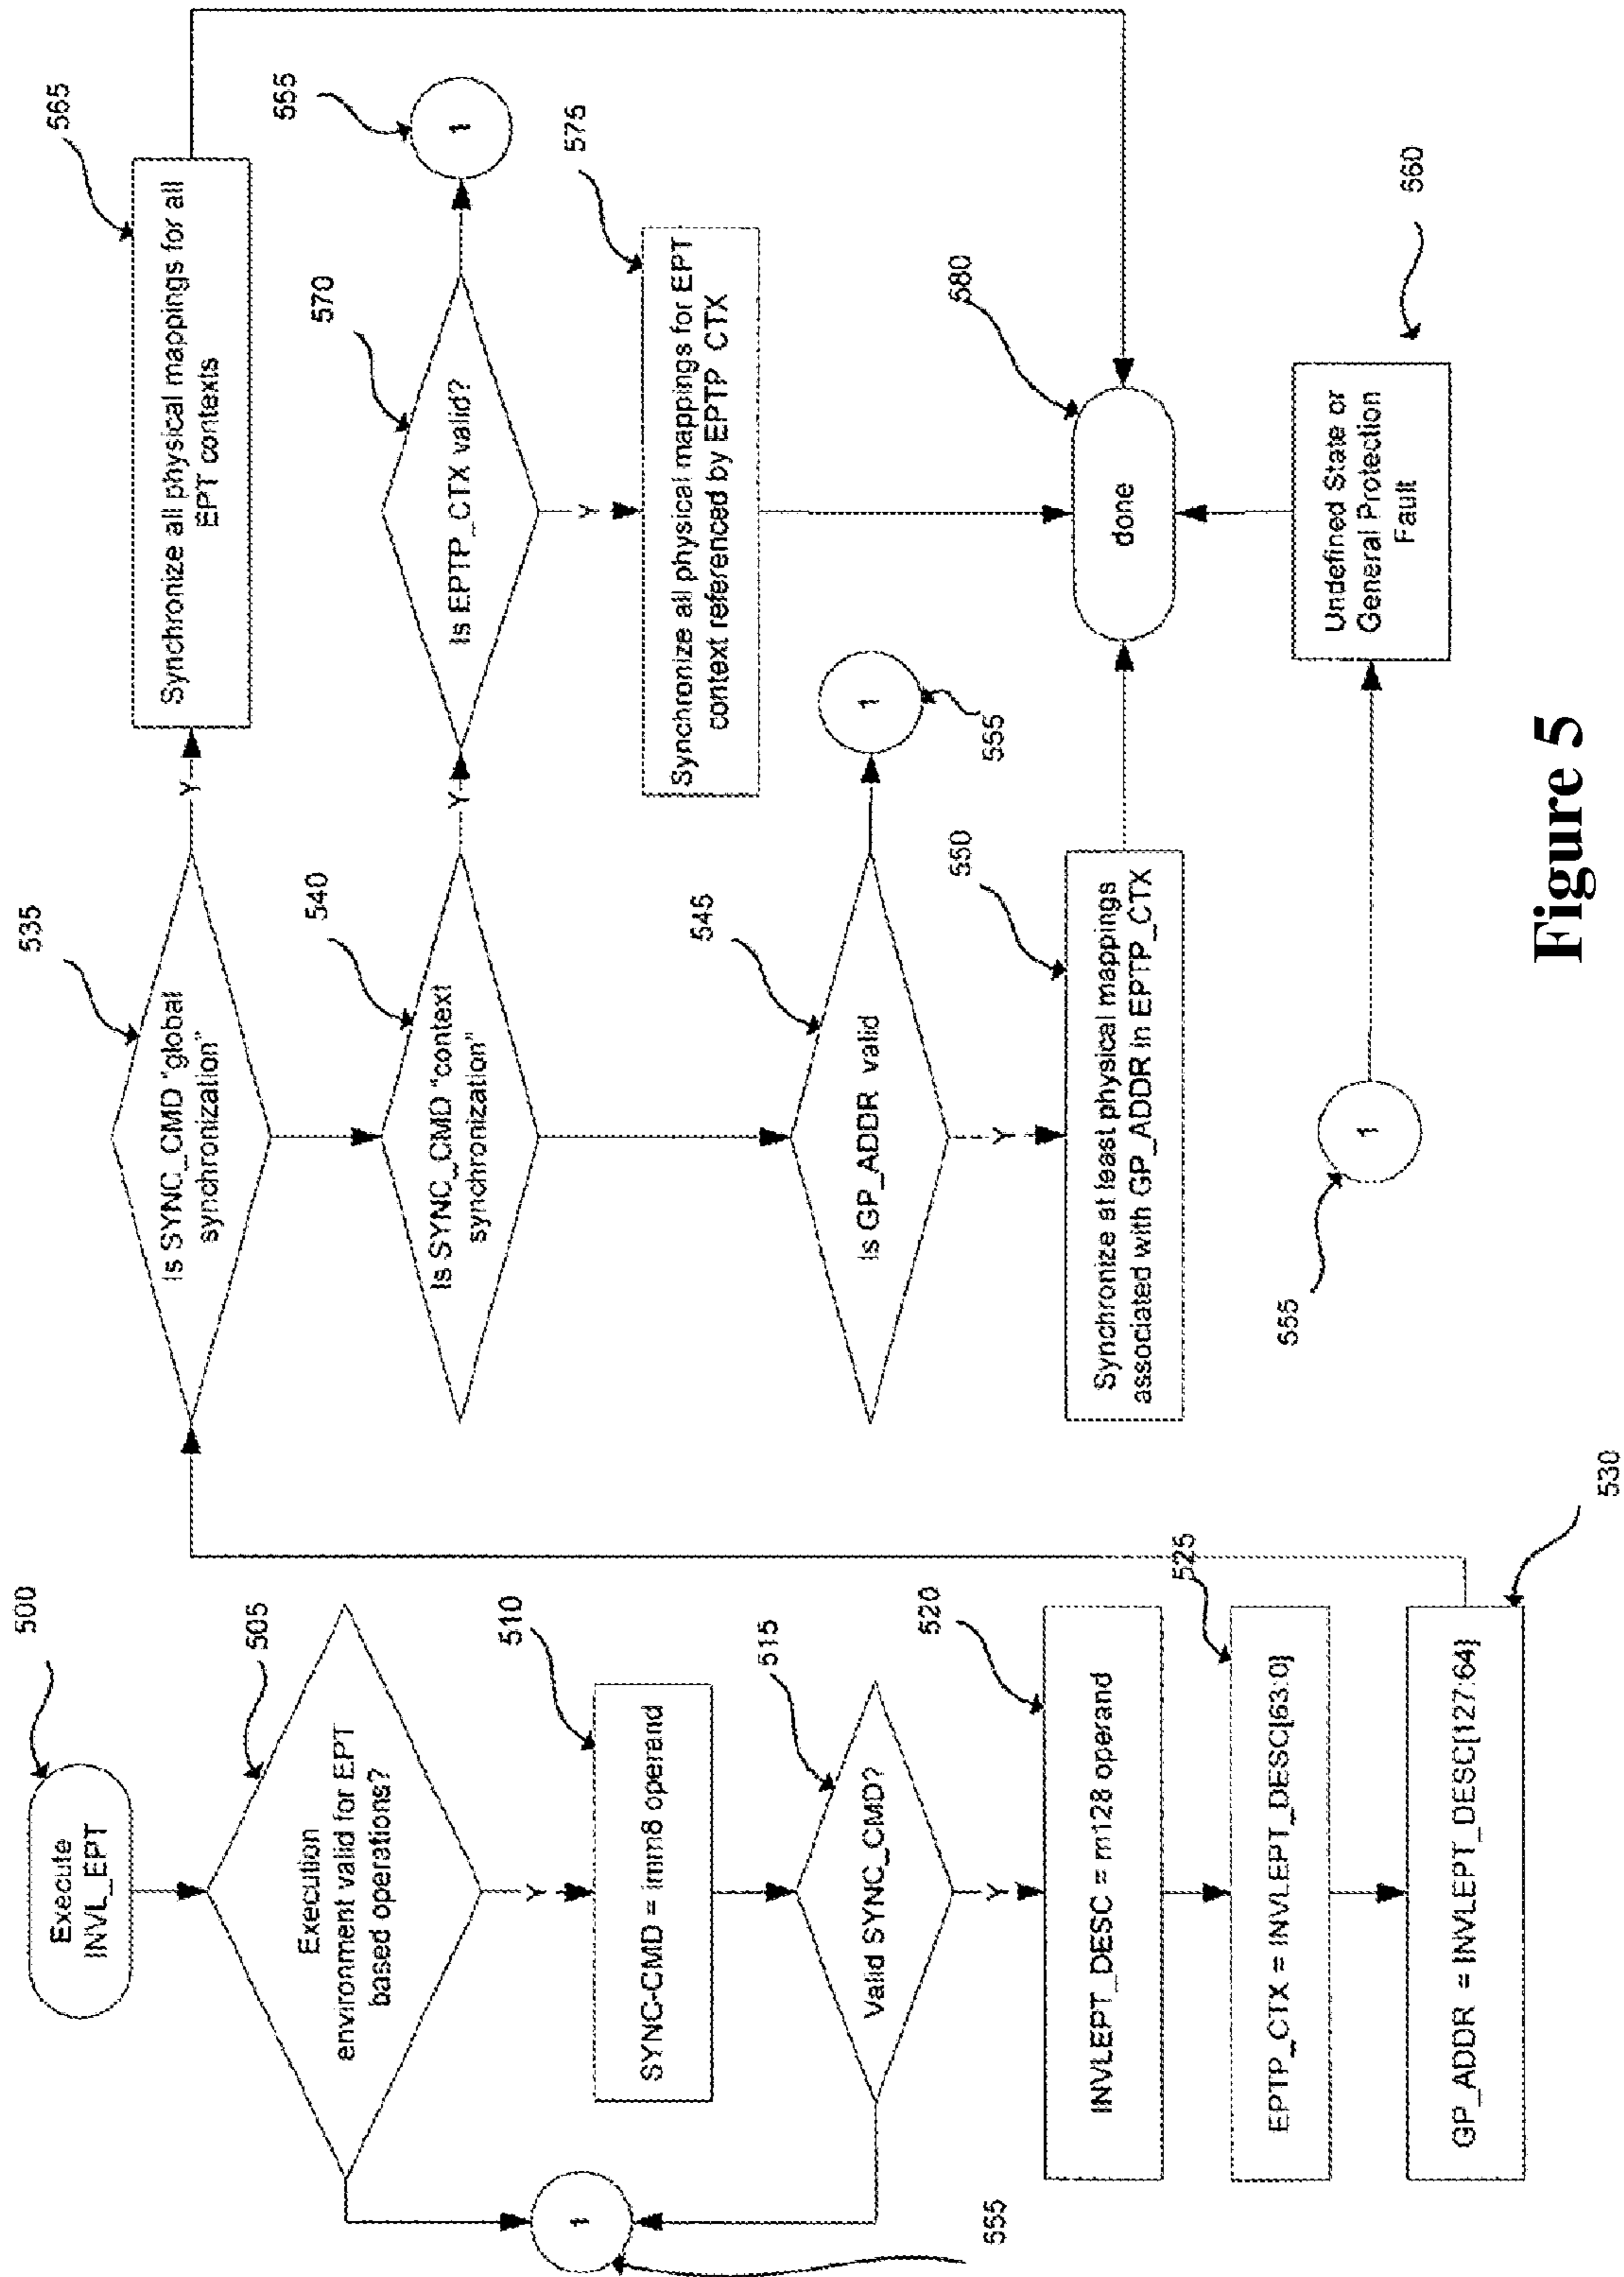 500
Execute
INVL_EPT
505
Execution
environment valid for EPT
based operations?
Y
510
SYNC-CMD = imm8 operand
515
Valid SYNC_CMD?
Y
520
INVLEPT_DESC = m128 operand
525
EPTP_CTX = INVLEPT_DESC[63:0]
GP_ADDR = INVLEPT_DESC[127:64]
530
1
555
535
Is SYNC_CMD "global
synchronization"
Y
565
Synchronize all physical mappings for all
EPT contexts
540
Is SYNC_CMD "context
synchronization"
Y
570
Is EPTP_CTX valid?
555
1
Y
575
Synchronize all physical mappings for EPT
context referenced by EPTP_CTX
545
Is GP_ADDR valid
1
555
Y
550
Synchronize at least physical mappings
associated with GP_ADDR in EPTP_CTX
580
done
555
1
Undefined State or
General Protection
Fault
560
Figure 5